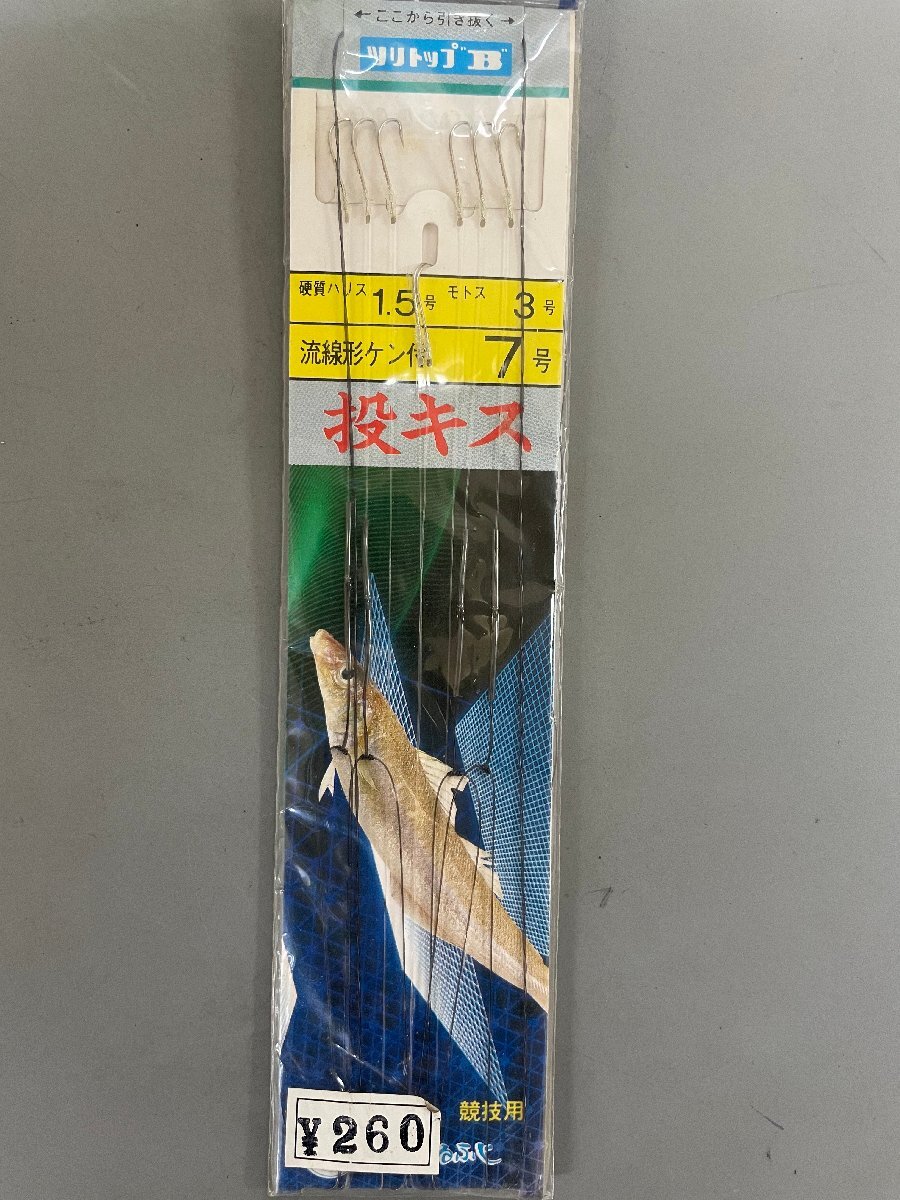 ←ここから引き抜く→
ツリトップ"B"
硬質ハリス 1.5号 モトス 3号
流線形ケン付 7号
投キス
競技用
¥260